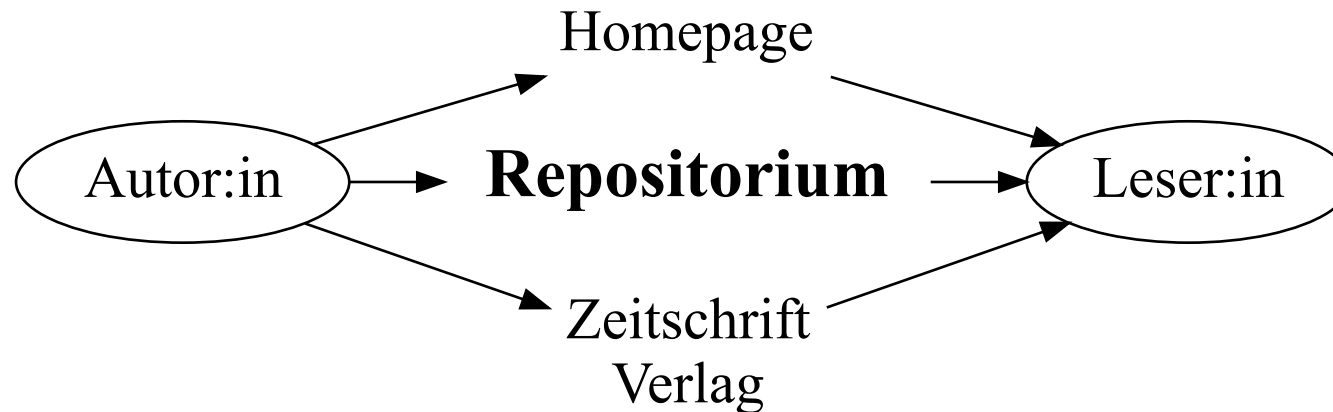 Homepage
Autor:in
Repositorium
Leser:in
Zeitschrift
Verlag